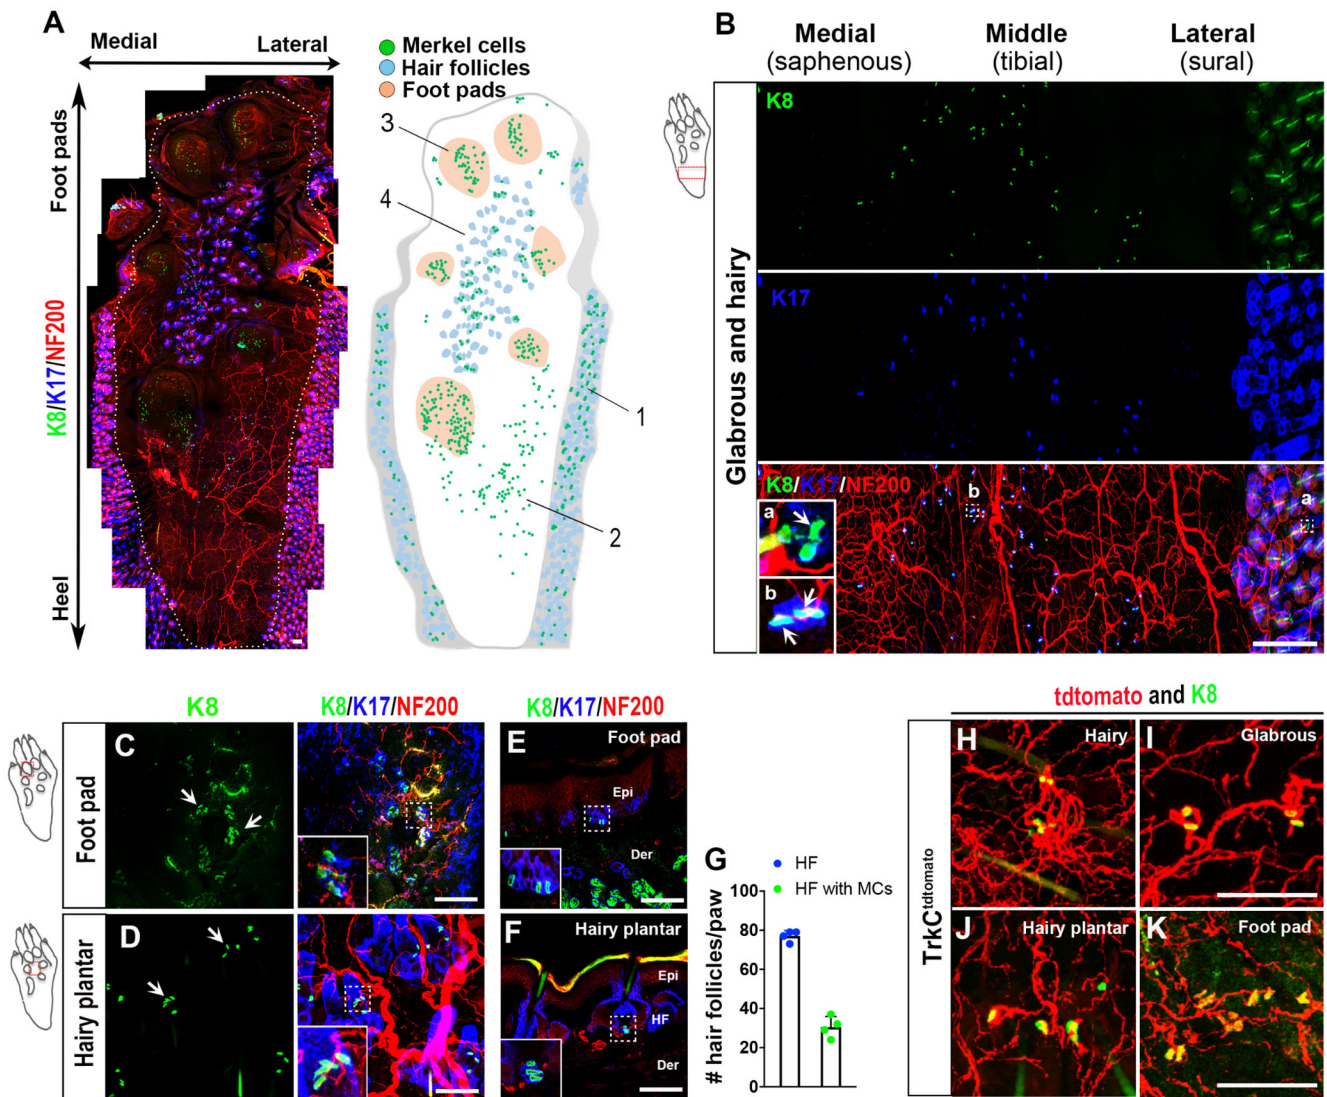 A
Medial
Lateral
Foot pads
Heel
K8/K17/NF200
Merkel cells
Hair follicles
Foot pads
3
4
1
2
B
Medial
(saphenous)
Middle
(tibial)
Lateral
(sural)
Glabrous and hairy
K8
K17
K8/K17/NF200
a
b
b
a
K8
K8/K17/NF200
K8/K17/NF200
Foot pad
C
E
Foot pad
Epi
Der
Hairy plantar
D
F
Hairy plantar
Epi
HF
Der
G
HF
HF with MCs
# hair follicles/paw
100
80
60
40
20
0
tdtomato and K8
TrkCtdtomato
H
Hairy
I
Glabrous
J
Hairy plantar
K
Foot pad